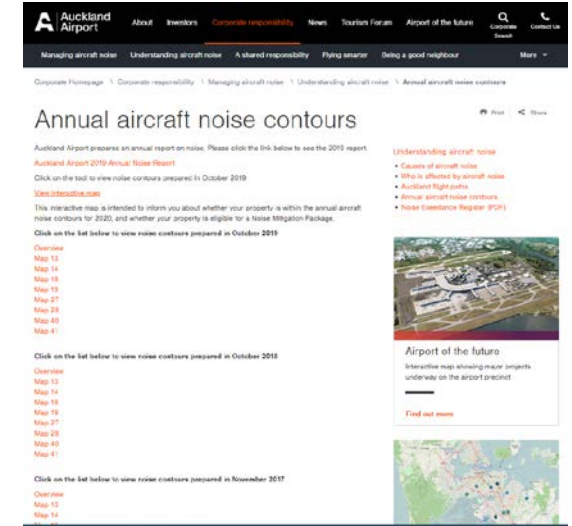 Auckland
Airport
About Investors Corporate responsibility News Tourism Forum Airport of the future Corporate Search Contact Us
Managing aircraft noise Understanding aircraft noise A shared responsibility Flying smarter Being a good neighbour More
Corporate Homepage \ Corporate responsibility \ Managing aircraft noise \ Understanding aircraft noise \ Annual aircraft noise contours
Annual aircraft noise contours
Print Share
Auckland Airport prepares an annual report on noise. Please click the link below to see the 2019 report
Auckland Airport 2019 Annual Noise Report
Click on the tool to view noise contours prepared in October 2019
View interactive map
This interactive map is intended to inform you about whether your property is within the annual aircraft
noise contours for 2020, and whether your property is eligible for a Noise Mitigation Package.
Click on the list below to view noise contours prepared in October 2019
Overview
Map 13
Map 14
Map 18
Map 19
Map 27
Map 28
Map 40
Map 41
Click on the list below to view noise contours prepared in October 2018
Overview
Map 13
Map 14
Map 18
Map 19
Map 27
Map 28
Map 40
Map 41
Click on the list below to view noise contours prepared in November 2017
Overview
Map 13
Map 14
Understanding aircraft noise
• Causes of aircraft noise
• Who is affected by aircraft noise
• Auckland flight paths
• Annual aircraft noise contours
• Noise Exceedance Register (PDF)
Airport of the future
Interactive map showing major projects
underway on the airport precinct
Find out more